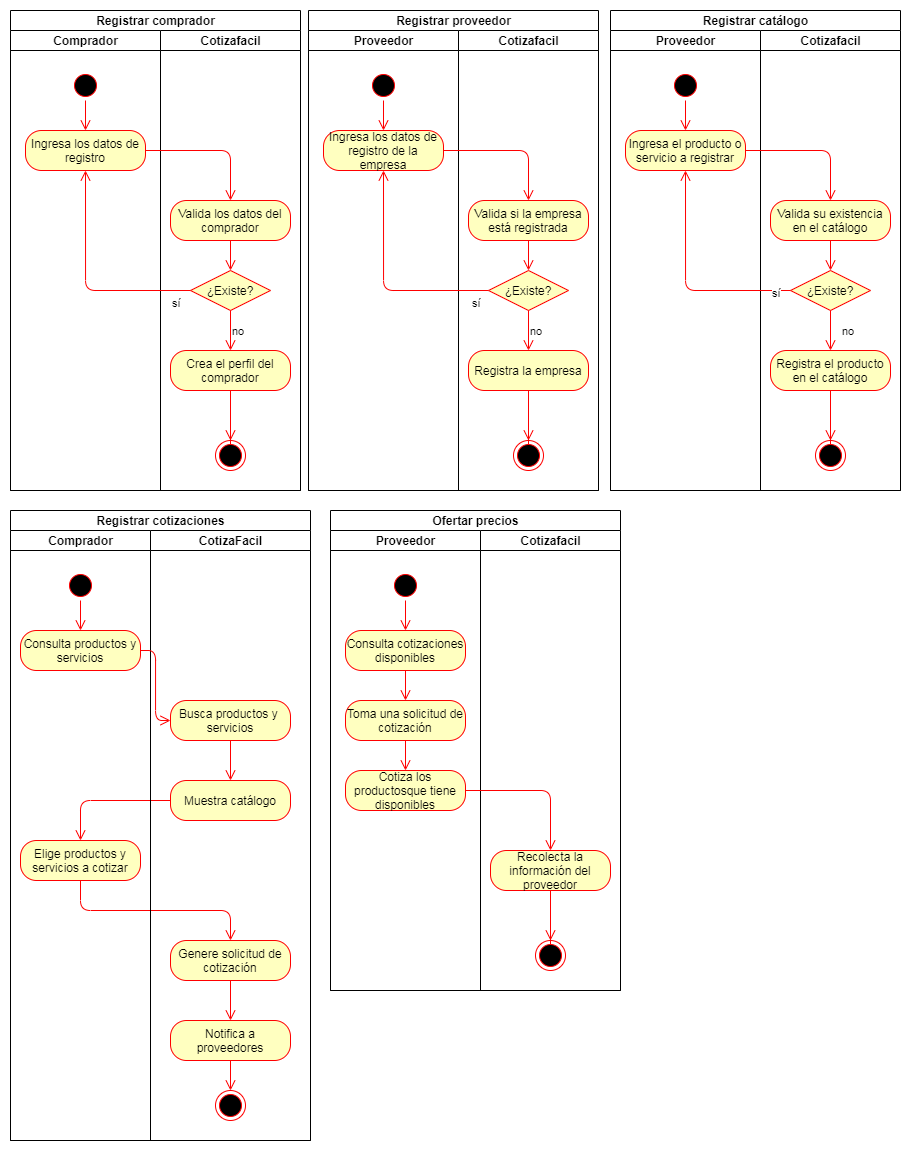 Registrar comprador
Comprador
Cotizafacil
Ingresa los datos de
registro
Valida los datos del
comprador
¿Existe?
sí
no
Crea el perfil del
comprador
Registrar proveedor
Proveedor
Cotizafacil
Ingresa los datos de
registro de la
empresa
Valida si la empresa
está registrada
¿Existe?
sí
no
Registra la empresa
Registrar catálogo
Proveedor
Cotizafacil
Ingresa el producto o
servicio a registrar
Valida su existencia
en el catálogo
¿Existe?
sí
no
Registra el producto
en el catálogo
Registrar cotizaciones
Comprador
CotizaFacil
Consulta productos y
servicios
Busca productos y
servicios
Muestra catálogo
Elige productos y
servicios a cotizar
Genere solicitud de
cotización
Notifica a
proveedores
Ofertar precios
Proveedor
Cotizafacil
Consulta cotizaciones
disponibles
Toma una solicitud de
cotización
Cotiza los
productosque tiene
disponibles
Recolecta la
información del
proveedor